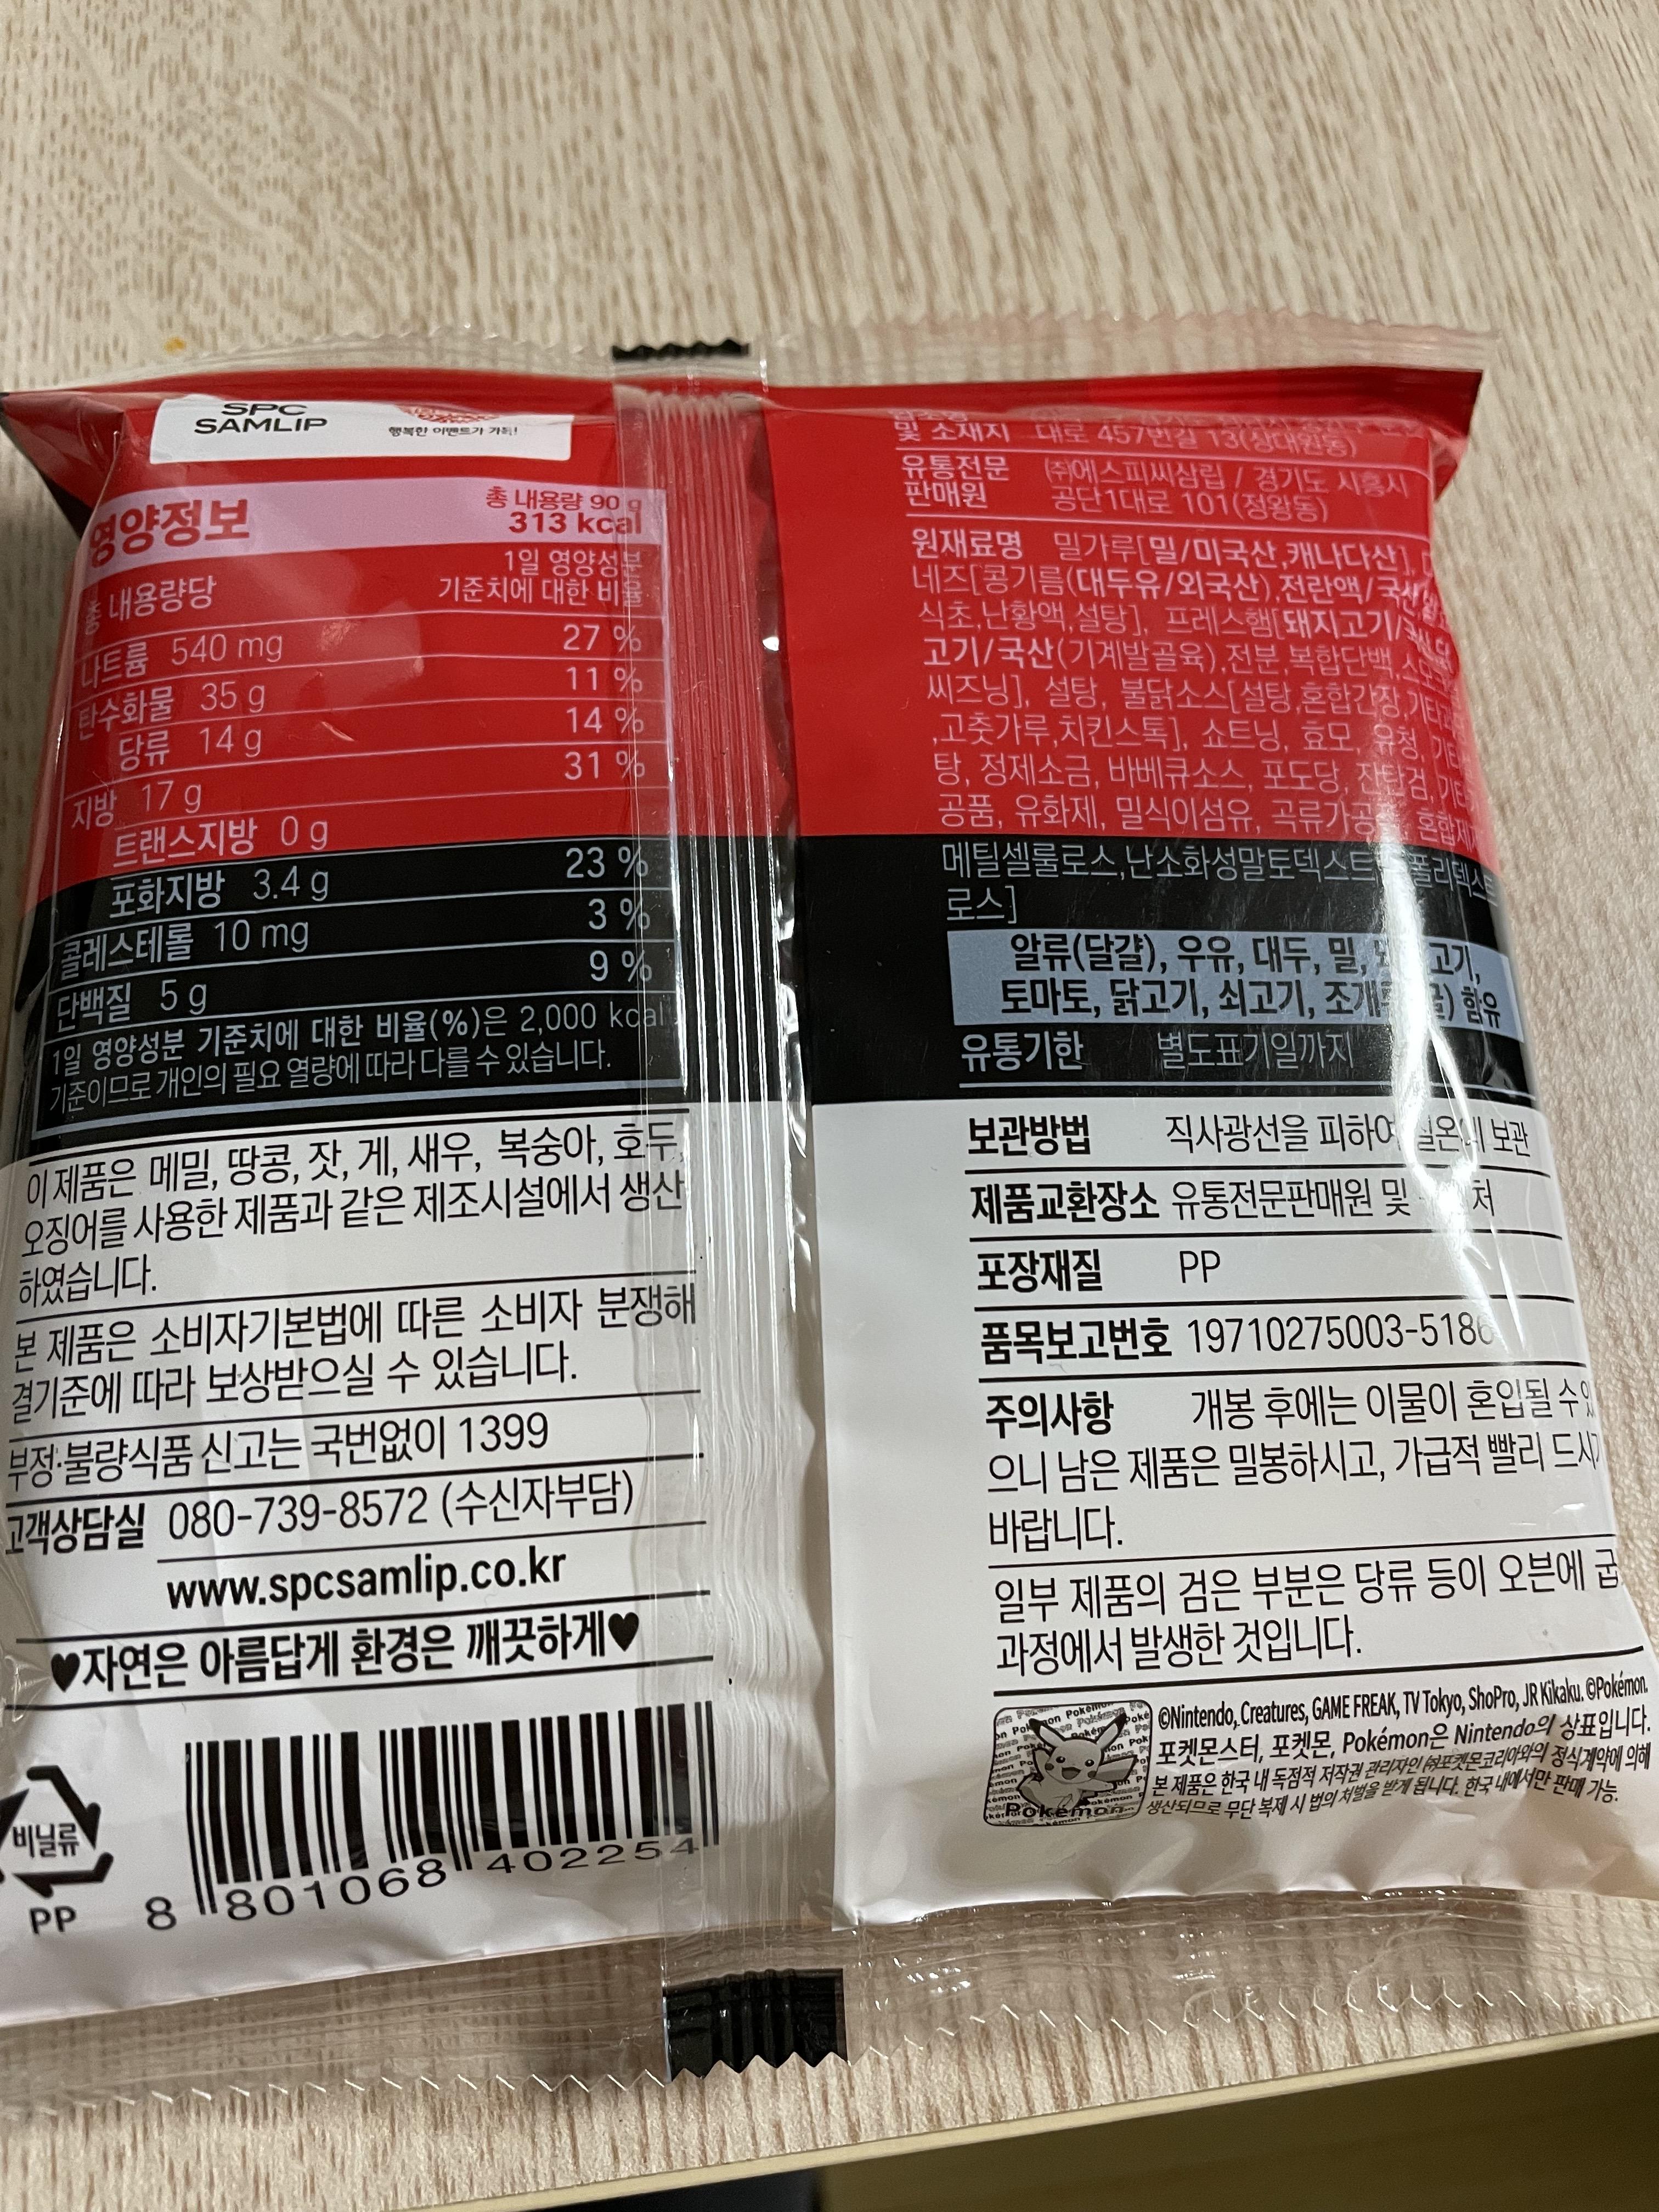 SPC
SAMLIP
행복한 이벤트가 가득!
영양정보
총 내용량 90 g
313 kcal
총 내용량당
1일 영양성분
기준치에 대한 비율
나트륨 540 mg 27 %
탄수화물 35 g 11 %
당류 14 g 14 %
지방 17 g 31 %
트랜스지방 0 g
포화지방 3.4 g 23 %
콜레스테롤 10 mg 3 %
단백질 5 g 9 %
1일 영양성분 기준치에 대한 비율(%)은 2,000 kcal
기준이므로 개인의 필요 열량에 따라 다를 수 있습니다.
이 제품은 메밀, 땅콩, 잣, 게, 새우, 복숭아, 호두,
오징어를 사용한 제품과 같은 제조시설에서 생산
하였습니다.
본 제품은 소비자기본법에 따른 소비자 분쟁해
결기준에 따라 보상받으실 수 있습니다.
부정·불량식품 신고는 국번없이 1399
고객상담실 080-739-8572 (수신자부담)
www.spcsamlip.co.kr
♥자연은 아름답게 환경은 깨끗하게♥
비닐류
PP
8 801068 402254
및 소재지 대로 457번길 13(상대원동)
유통전문 ㈜에스피씨삼립 / 경기도 시흥시
판매원 공단1대로 101(정왕동)
원재료명 밀가루[밀/미국산,캐나다산],
네즈[콩기름(대두유/외국산),전란액/국산
식초,난황액,설탕], 프레스햄[돼지고기/
고기/국산(기계발골육),전분,복합단백,
씨즈닝], 설탕, 불닭소스[설탕,혼합간장,
,고춧가루,치킨스톡], 쇼트닝, 효모, 유청,
탕, 정제소금, 바베큐소스, 포도당, 잔탄검,
공품, 유화제, 밀식이섬유, 곡류가공품, 혼합제제
메틸셀룰로스,난소화성말토덱스트린,폴리덱스트
로스]
알류(달걀), 우유, 대두, 밀, 돼지고기,
토마토, 닭고기, 쇠고기, 조개류(굴) 함유
유통기한 별도표기일까지
보관방법 직사광선을 피하여 실온에 보관
제품교환장소 유통전문판매원 및
포장재질 PP
품목보고번호 19710275003-5186
주의사항 개봉 후에는 이물이 혼입될 수 있
으니 남은 제품은 밀봉하시고, 가급적 빨리 드시기
바랍니다.
일부 제품의 검은 부분은 당류 등이 오븐에 굽
과정에서 발생한 것입니다.
Pokémon
©Nintendo, Creatures, GAME FREAK, TV Tokyo, ShoPro, JR Kikaku. ©Pokémon.
포켓몬스터, 포켓몬, Pokémon은 Nintendo의 상표입니다.
본 제품은 한국 내 독점적 저작권 관리자인 ㈜포켓몬코리아와의 정식계약에 의해
생산되므로 무단 복제 시 법의 처벌을 받게 됩니다. 한국 내에서만 판매 가능.